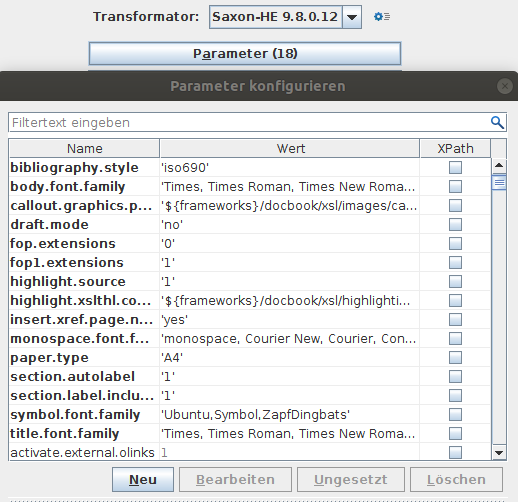 Transformator: Saxon-HE 9.8.0.12
Parameter (18)
Parameter konfigurieren
Filtertext eingeben
Name Wert XPath
bibliography.style 'iso690'
body.font.family 'Times, Times Roman, Times New Roma...
callout.graphics.p... '${frameworks}/docbook/xsl/images/ca...
draft.mode 'no'
fop.extensions '0'
fop1.extensions '1'
highlight.source '1'
highlight.xslthl.co... '${frameworks}/docbook/xsl/highlighti...
insert.xref.page.n... 'yes'
monospace.font.f... 'monospace, Courier New, Courier, Con...
paper.type 'A4'
section.autolabel '1'
section.label.inclu... '1'
symbol.font.family 'Ubuntu,Symbol,ZapfDingbats'
title.font.family 'Times, Times Roman, Times New Roma...
activate.external.olinks 1
Neu Bearbeiten Ungesetzt Löschen